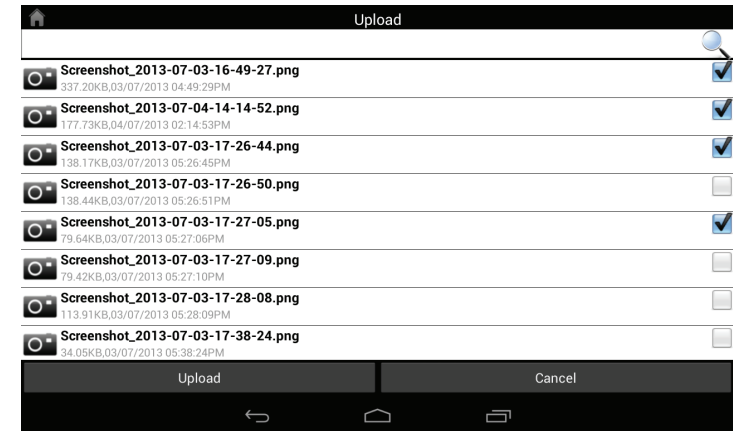 Upload
Screenshot_2013-07-03-16-49-27.png
337.20KB,03/07/2013 04:49:29PM
Screenshot_2013-07-04-14-14-52.png
177.73KB,04/07/2013 02:14:53PM
Screenshot_2013-07-03-17-26-44.png
138.17KB,03/07/2013 05:26:45PM
Screenshot_2013-07-03-17-26-50.png
138.44KB,03/07/2013 05:26:51PM
Screenshot_2013-07-03-17-27-05.png
79.64KB,03/07/2013 05:27:06PM
Screenshot_2013-07-03-17-27-09.png
79.42KB,03/07/2013 05:27:10PM
Screenshot_2013-07-03-17-28-08.png
113.91KB,03/07/2013 05:28:09PM
Screenshot_2013-07-03-17-38-24.png
34.05KB,03/07/2013 05:38:24PM
Upload
Cancel